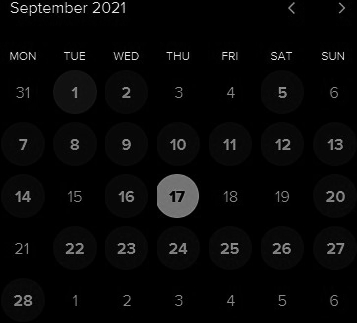 September 2021
MON TUE WED THU FRI SAT SUN
31 1 2 3 4 5 6
7 8 9 10 11 12 13
14 15 16 17 18 19 20
21 22 23 24 25 26 27
28 1 2 3 4 5 6